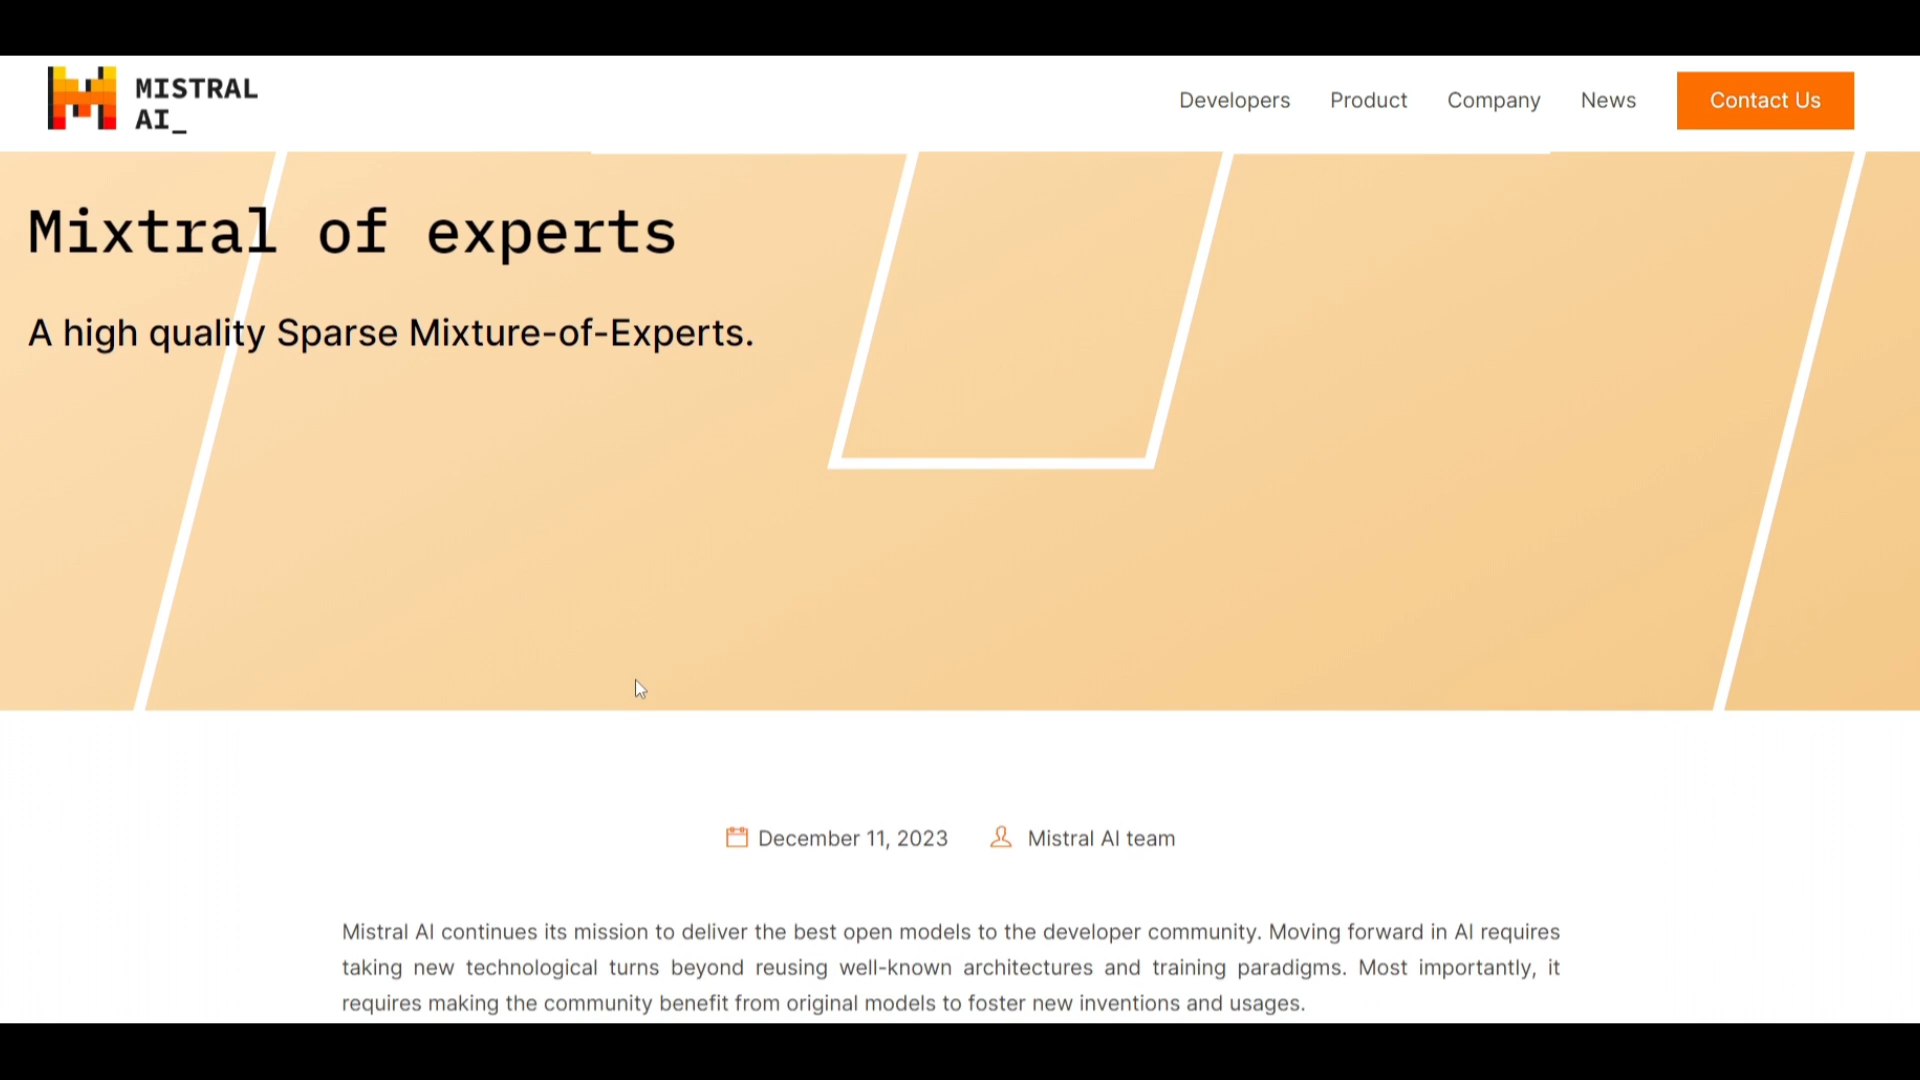 MISTRAL
AI_
Developers Product Company News Contact Us
Mixtral of experts
A high quality Sparse Mixture-of-Experts.
December 11, 2023 Mistral AI team
Mistral AI continues its mission to deliver the best open models to the developer community. Moving forward in AI requires
taking new technological turns beyond reusing well-known architectures and training paradigms. Most importantly, it
requires making the community benefit from original models to foster new inventions and usages.